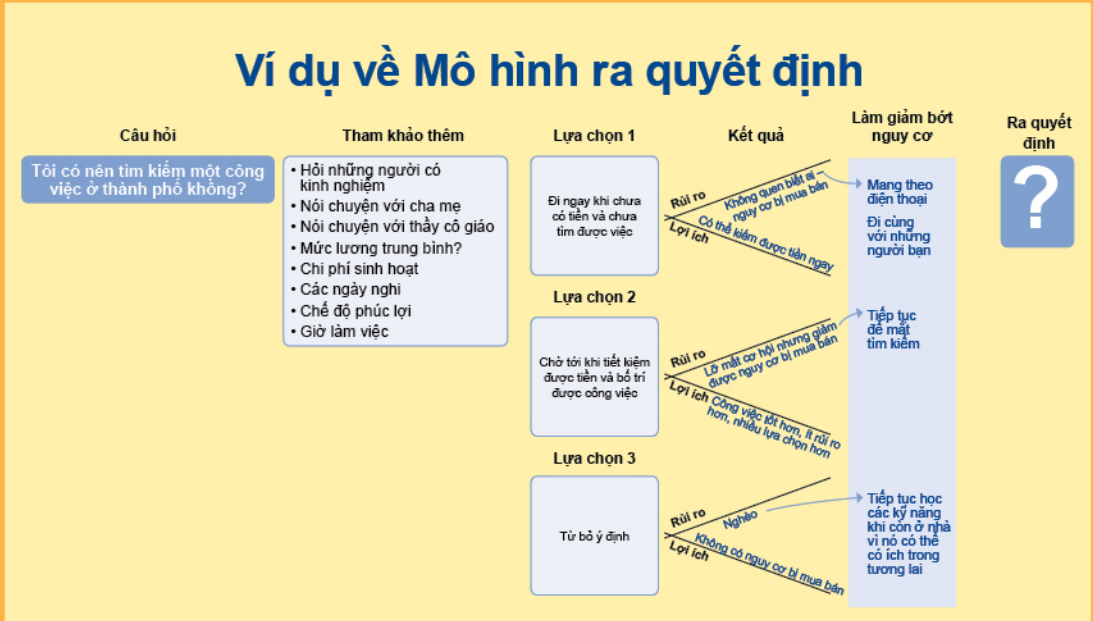 Ví dụ về Mô hình ra quyết định
Câu hỏi
Tôi có nên tìm kiếm một công
việc ở thành phố không?
Tham khảo thêm
• Hỏi những người có
kinh nghiệm
• Nói chuyện với cha mẹ
• Nói chuyện với thầy cô giáo
• Mức lương trung bình?
• Chi phí sinh hoạt
• Các ngày nghi
• Chế độ phúc lợi
• Giờ làm việc
Lựa chọn 1
Đi ngay khi chưa
có tiền và chưa
tìm được việc
Kết quả
Rủi ro
Không quen biết ai –
nguy cơ bị mua bán
Lợi ích
Có thể kiếm được tiền ngay
Làm giảm bớt
nguy cơ
Mang theo
điện thoại
Đi cùng
với những
người bạn
Ra quyết
định
?
Lựa chọn 2
Chờ tới khi tiết kiệm
được tiền và bố trí
được công việc
Rủi ro
Lỡ mất cơ hội nhưng giảm
được nguy cơ bị mua bán
Lợi ích
Công việc tốt hơn, ít rủi ro
hơn, nhiều lựa chọn hơn
Tiếp tục
để mắt
tìm kiếm
Lựa chọn 3
Từ bỏ ý định
Rủi ro
Nghèo
Lợi ích
Không có nguy cơ bị mua bán
Tiếp tục học
các kỹ năng
khi còn ở nhà
vì nó có thể
có ích trong
tương lai